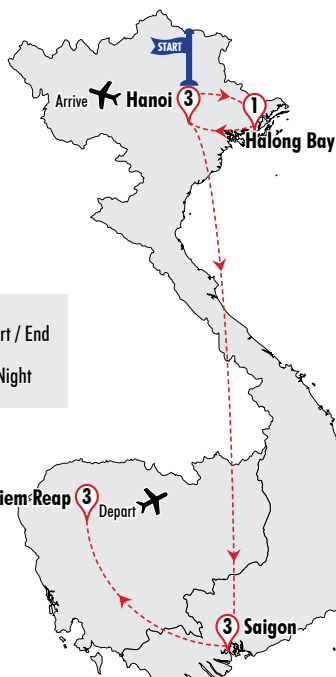 START
Arrive
Hanoi
3
1
Halong Bay
rt / End
Night
iem Reap
3
Depart
3
Saigon